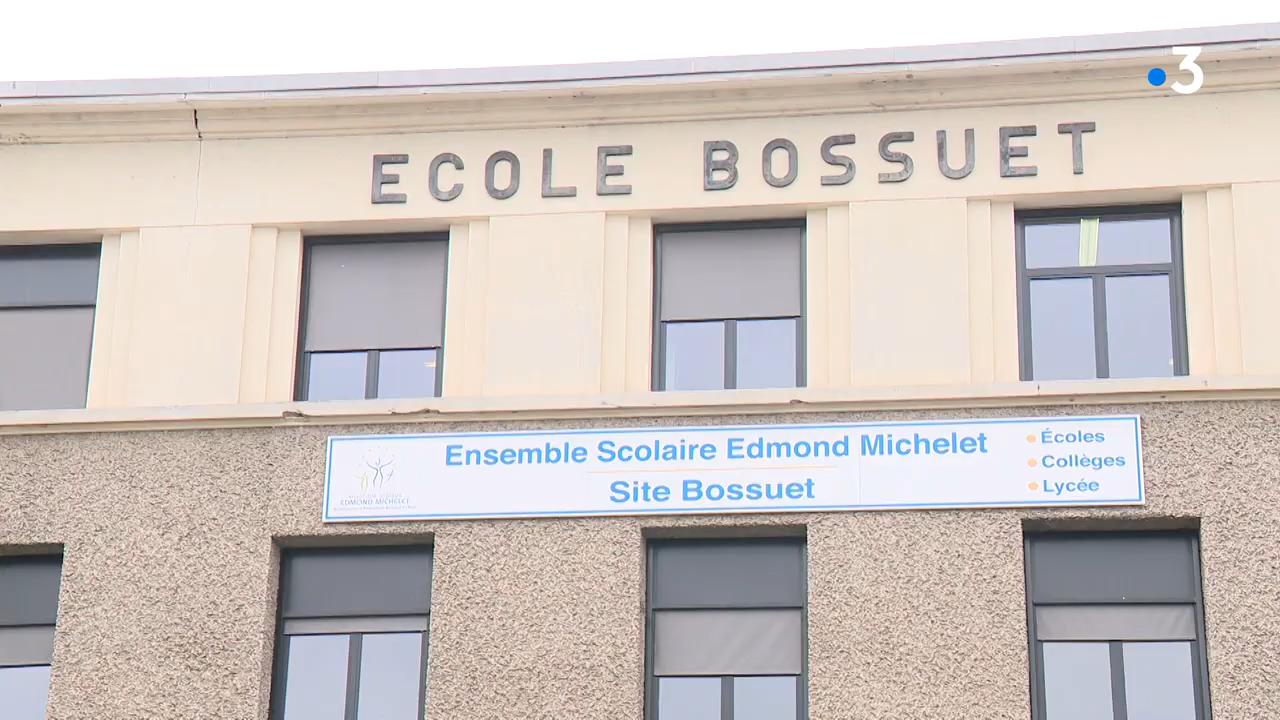 3
ECOLE BOSSUET
Ensemble Scolaire Edmond Michelet
Site Bossuet
Écoles
Collèges
Lycée
EDMOND MICHELET